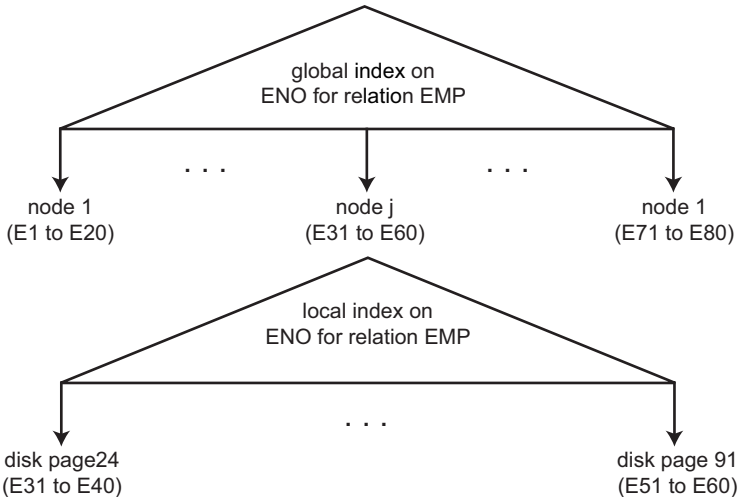 global index on
ENO for relation EMP
. . .
. . .
node 1
(E1 to E20)
node j
(E31 to E60)
node 1
(E71 to E80)
local index on
ENO for relation EMP
. . .
disk page24
(E31 to E40)
disk page 91
(E51 to E60)